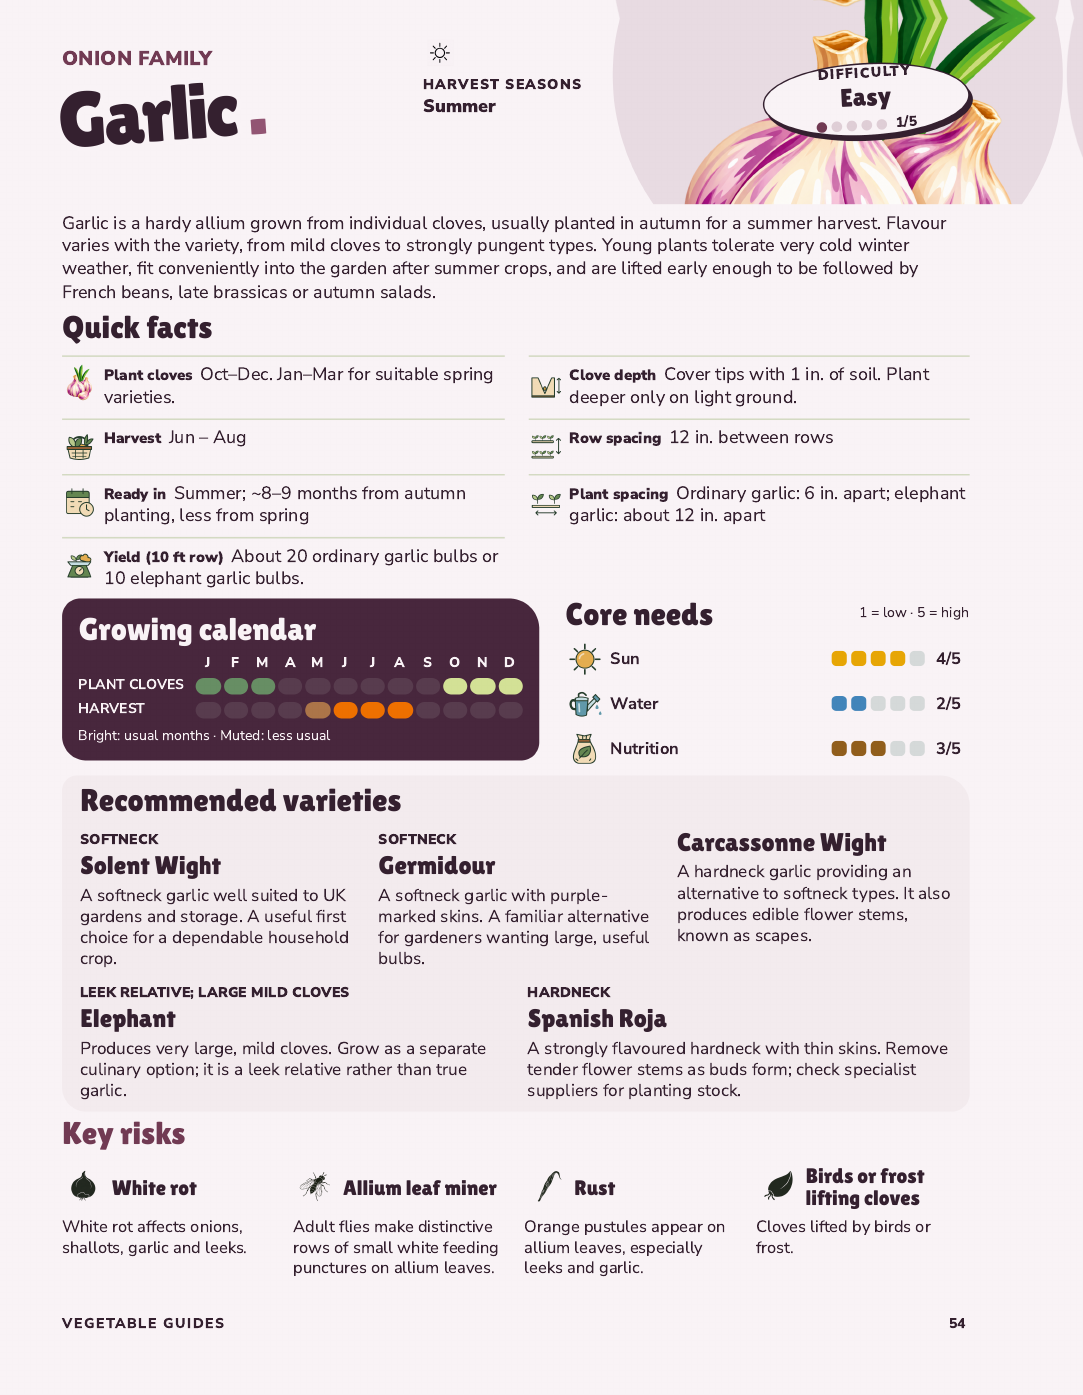 ONION FAMILY
Garlic.
HARVEST SEASONS
Summer
DIFFICULTY
Easy
1/5
Garlic is a hardy allium grown from individual cloves, usually planted in autumn for a summer harvest. Flavour
varies with the variety, from mild cloves to strongly pungent types. Young plants tolerate very cold winter
weather, fit conveniently into the garden after summer crops, and are lifted early enough to be followed by
French beans, late brassicas or autumn salads.
Quick facts
Plant cloves Oct–Dec. Jan–Mar for suitable spring
varieties.
Harvest Jun – Aug
Ready in Summer; ~8–9 months from autumn
planting, less from spring
Yield (10 ft row) About 20 ordinary garlic bulbs or
10 elephant garlic bulbs.
Clove depth Cover tips with 1 in. of soil. Plant
deeper only on light ground.
Row spacing 12 in. between rows
Plant spacing Ordinary garlic: 6 in. apart; elephant
garlic: about 12 in. apart
Growing calendar
J F M A M J J A S O N D
PLANT CLOVES
HARVEST
Bright: usual months · Muted: less usual
Core needs
1 = low · 5 = high
Sun 4/5
Water 2/5
Nutrition 3/5
Recommended varieties
SOFTNECK
Solent Wight
A softneck garlic well suited to UK
gardens and storage. A useful first
choice for a dependable household
crop.
SOFTNECK
Germidour
A softneck garlic with purple-
marked skins. A familiar alternative
for gardeners wanting large, useful
bulbs.
Carcassonne Wight
A hardneck garlic providing an
alternative to softneck types. It also
produces edible flower stems,
known as scapes.
LEEK RELATIVE; LARGE MILD CLOVES
Elephant
Produces very large, mild cloves. Grow as a separate
culinary option; it is a leek relative rather than true
garlic.
HARDNECK
Spanish Roja
A strongly flavoured hardneck with thin skins. Remove
tender flower stems as buds form; check specialist
suppliers for planting stock.
Key risks
White rot
White rot affects onions,
shallots, garlic and leeks.
Allium leaf miner
Adult flies make distinctive
rows of small white feeding
punctures on allium leaves.
Rust
Orange pustules appear on
allium leaves, especially
leeks and garlic.
Birds or frost
lifting cloves
Cloves lifted by birds or
frost.
VEGETABLE GUIDES
54